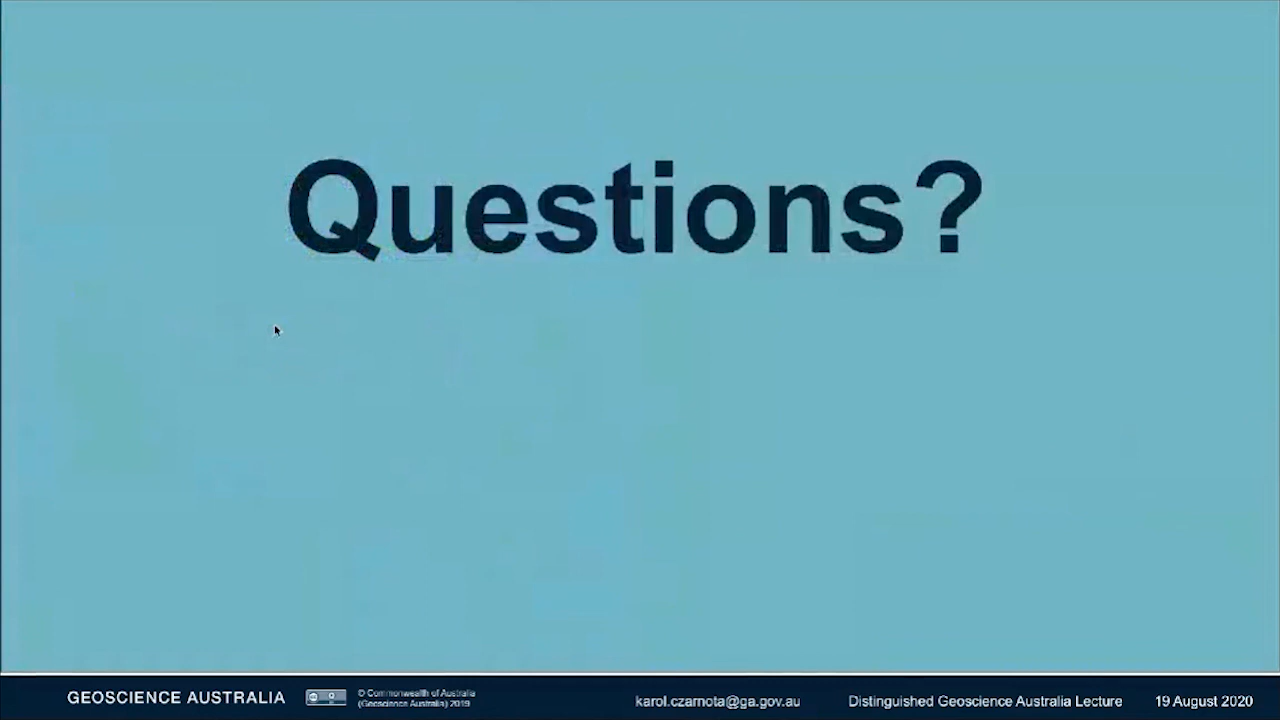 Questions?
GEOSCIENCE AUSTRALIA
© Commonwealth of Australia
(Geoscience Australia) 2019
karol.czarnota@ga.gov.au
Distinguished Geoscience Australia Lecture
19 August 2020